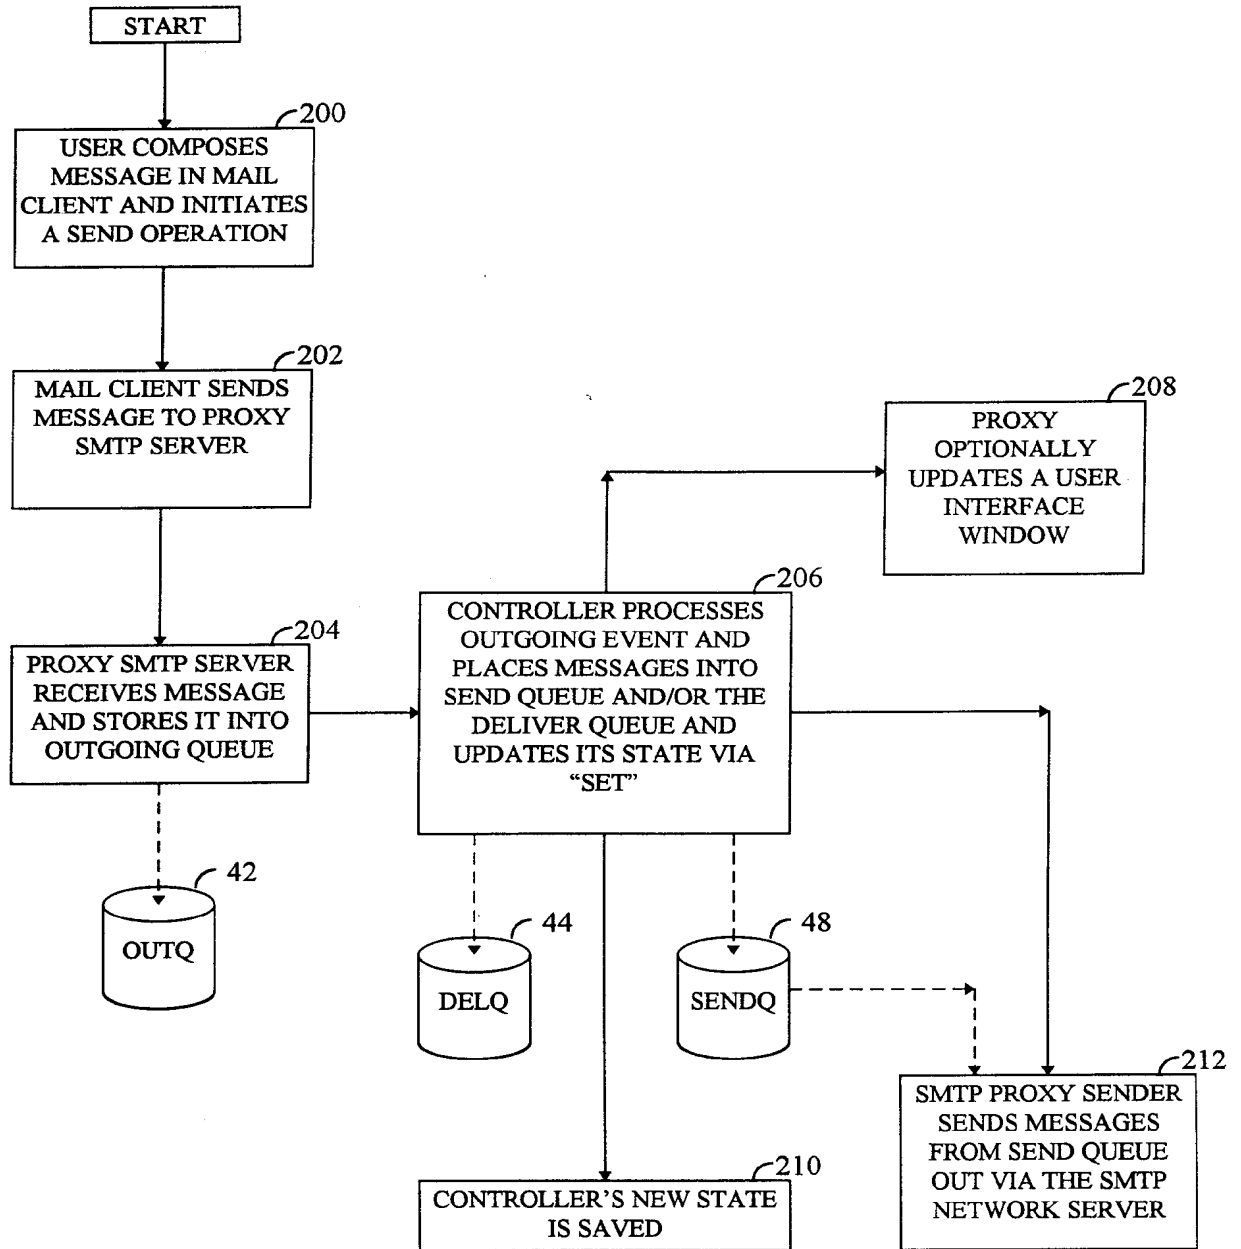 START
200
USER COMPOSES
MESSAGE IN MAIL
CLIENT AND INITIATES
A SEND OPERATION
202
MAIL CLIENT SENDS
MESSAGE TO PROXY
SMTP SERVER
208
PROXY
OPTIONALLY
UPDATES A USER
INTERFACE
WINDOW
204
PROXY SMTP SERVER
RECEIVES MESSAGE
AND STORES IT INTO
OUTGOING QUEUE
206
CONTROLLER PROCESSES
OUTGOING EVENT AND
PLACES MESSAGES INTO
SEND QUEUE AND/OR THE
DELIVER QUEUE AND
UPDATES ITS STATE VIA
“SET”
42
OUTQ
44
DELQ
48
SENDQ
212
SMTP PROXY SENDER
SENDS MESSAGES
FROM SEND QUEUE
OUT VIA THE SMTP
NETWORK SERVER
210
CONTROLLER’S NEW STATE
IS SAVED